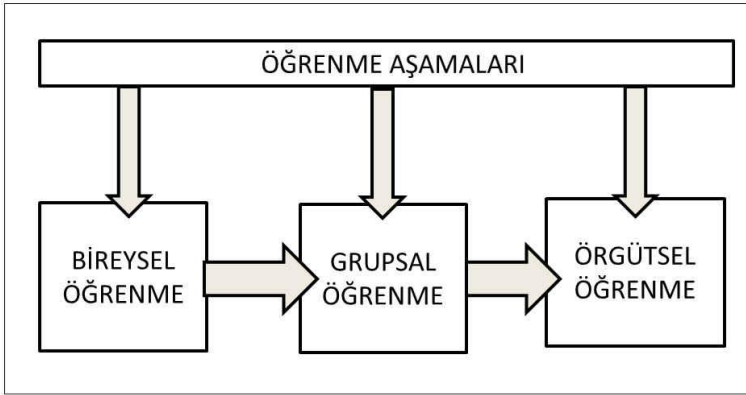 ÖĞRENME AŞAMALARI
BİREYSEL
ÖĞRENME
GRUPSAL
ÖĞRENME
ÖRGÜTSEL
ÖĞRENME